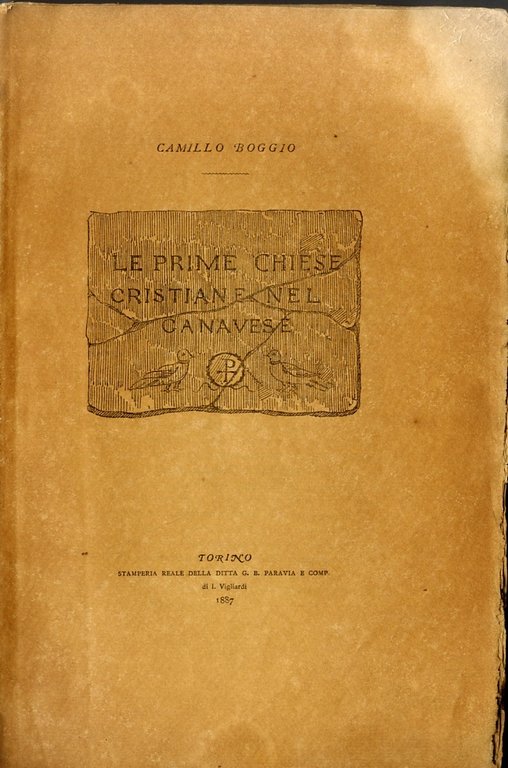 CAMILLO BOGGIO
LE PRIME CHIESE
CRISTIANE NEL
CANAVESE
TORINO
STAMPERIA REALE DELLA DITTA G. B. PARAVIA E COMP.
di I. Vigliardi
1887